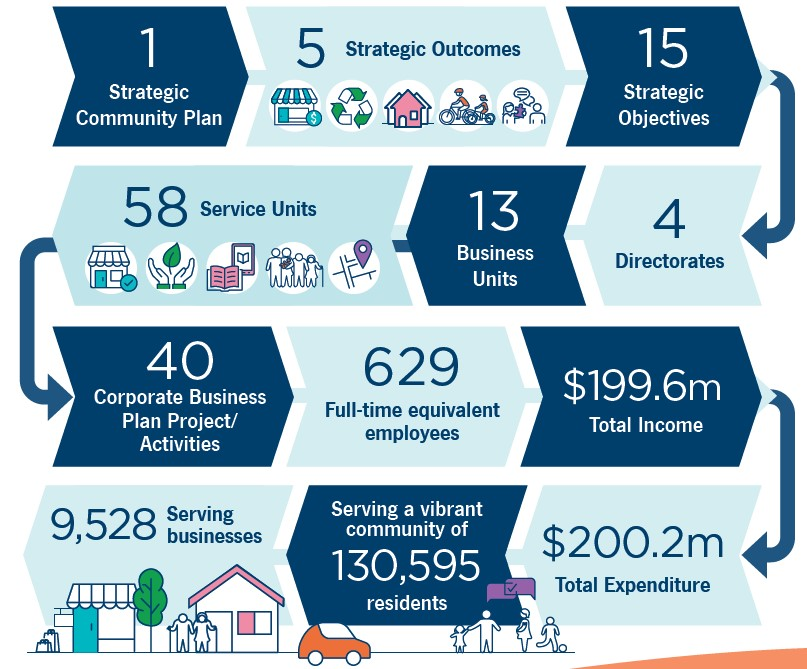 1
Strategic
Community Plan
5 Strategic Outcomes
$
15
Strategic
Objectives
4
Directorates
13
Business
Units
58 Service Units
40
Corporate Business
Plan Project/
Activities
629
Full-time equivalent
employees
$199.6m
Total Income
$200.2m
Total Expenditure
Serving a vibrant
community of
130,595
residents
9,528 Serving
businesses